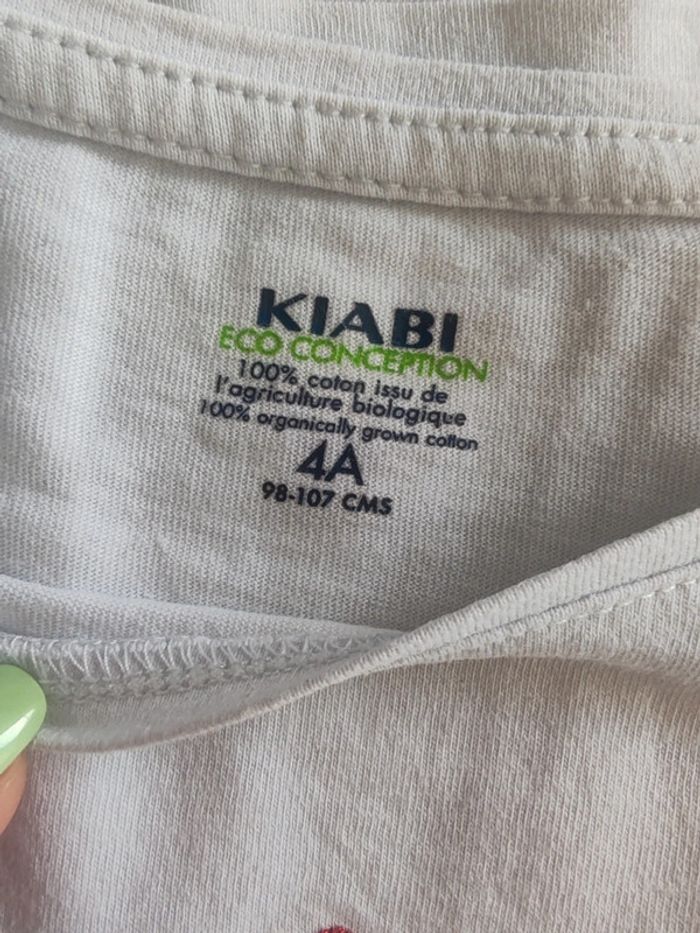 KIABI
ECO CONCEPTION
100% coton issu de
l'agriculture biologique
100% organically grown cotton
4A
98-107 CMS